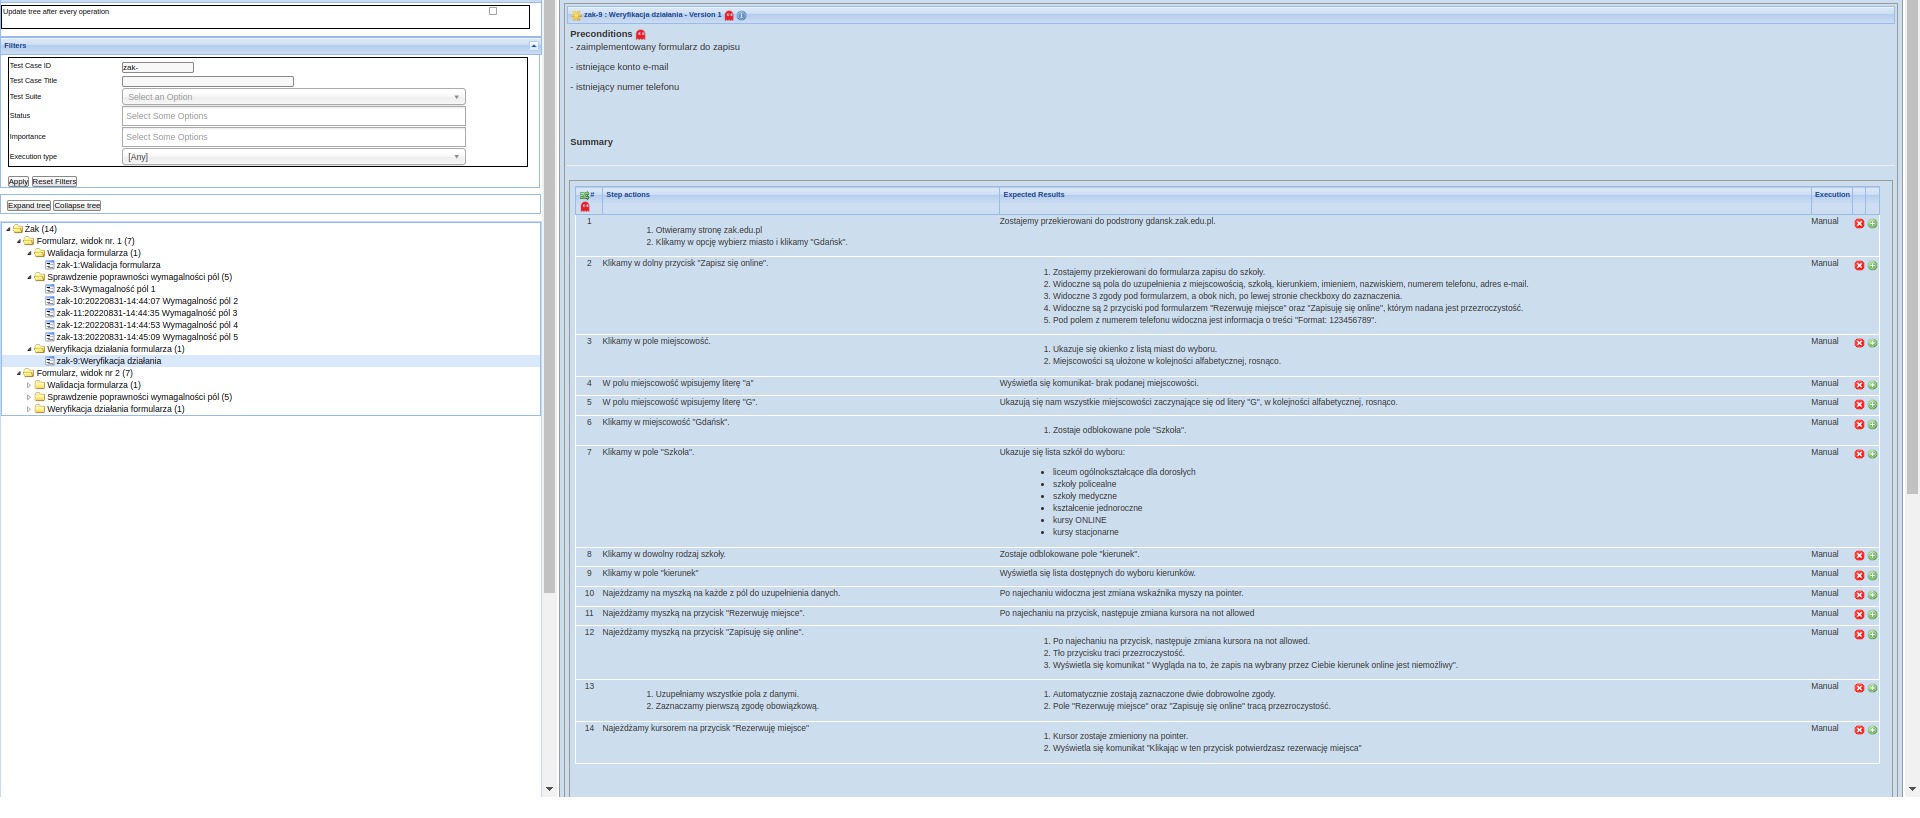 Update tree after every operation
Filters
Test Case ID
zak-
Test Case Title
Test Suite
Select an Option
Status
Select Some Options
Importance
Select Some Options
Execution type
[Any]
Apply Reset Filters
Expand tree Collapse tree
Żak (14)
Formularz, widok nr. 1 (7)
Walidacja formularza (1)
zak-1:Walidacja formularza
Sprawdzenie poprawności wymagalności pól (5)
zak-3:Wymagalność pól 1
zak-10:20220831-14:44:07 Wymagalność pól 2
zak-11:20220831-14:44:35 Wymagalność pól 3
zak-12:20220831-14:44:53 Wymagalność pól 4
zak-13:20220831-14:45:09 Wymagalność pól 5
Weryfikacja działania formularza (1)
zak-9:Weryfikacja działania
Formularz, widok nr 2 (7)
Walidacja formularza (1)
Sprawdzenie poprawności wymagalności pól (5)
Weryfikacja działania formularza (1)
zak-9 : Weryfikacja działania - Version 1
Preconditions
- zaimplementowany formularz do zapisu
- istniejące konto e-mail
- istniejący numer telefonu
Summary
# Step actions Expected Results Execution
1 Zostajemy przekierowani do podstrony gdansk.zak.edu.pl. Manual
1. Otwieramy stronę zak.edu.pl
2. Klikamy w opcję wybierz miasto i klikamy "Gdańsk".
2 Klikamy w dolny przycisk "Zapisz się online". Manual
1. Zostajemy przekierowani do formularza zapisu do szkoły.
2. Widoczne są pola do uzupełnienia z miejscowością, szkołą, kierunkiem, imieniem, nazwiskiem, numerem telefonu, adres e-mail.
3. Widoczne 3 zgody pod formularzem, a obok nich, po lewej stronie checkboxy do zaznaczenia.
4. Widoczne są 2 przyciski pod formularzem "Rezerwuję miejsce" oraz "Zapisuję się online", którym nadana jest przezroczystość.
5. Pod polem z numerem telefonu widoczna jest informacja o treści "Format: 123456789".
3 Klikamy w pole miejscowość. Manual
1. Ukazuje się okienko z listą miast do wyboru.
2. Miejscowości są ułożone w kolejności alfabetycznej, rosnąco.
4 W polu miejscowość wpisujemy literę "a" Wyświetla się komunikat- brak podanej miejscowości. Manual
5 W polu miejscowość wpisujemy literę "G". Ukazują się nam wszystkie miejscowości zaczynające się od litery "G", w kolejności alfabetycznej, rosnąco. Manual
6 Klikamy w miejscowość "Gdańsk". Manual
1. Zostaje odblokowane pole "Szkoła".
7 Klikamy w pole "Szkoła". Ukazuje się lista szkół do wyboru: Manual
• liceum ogólnokształcące dla dorosłych
• szkoły policealne
• szkoły medyczne
• kształcenie jednoroczne
• kursy ONLINE
• kursy stacjonarne
8 Klikamy w dowolny rodzaj szkoły. Zostaje odblokowane pole "kierunek". Manual
9 Klikamy w pole "kierunek" Wyświetla się lista dostępnych do wyboru kierunków. Manual
10 Najeżdżamy na myszką na każde z pól do uzupełnienia danych. Po najechaniu widoczna jest zmiana wskaźnika myszy na pointer. Manual
11 Najeżdżamy myszką na przycisk "Rezerwuję miejsce". Po najechaniu na przycisk, następuje zmiana kursora na not allowed Manual
12 Najeżdżamy myszką na przycisk "Zapisuję się online". Manual
1. Po najechaniu na przycisk, następuje zmiana kursora na not allowed.
2. Tło przycisku traci przezroczystość.
3. Wyświetla się komunikat " Wygląda na to, że zapis na wybrany przez Ciebie kierunek online jest niemożliwy".
13 Manual
1. Uzupełniamy wszystkie pola z danymi. 1. Automatycznie zostają zaznaczone dwie dobrowolne zgody.
2. Zaznaczamy pierwszą zgodę obowiązkową. 2. Pole "Rezerwuję miejsce" oraz "Zapisuję się online" tracą przezroczystość.
14 Najeżdżamy kursorem na przycisk "Rezerwuję miejsce" Manual
1. Kursor zostaje zmieniony na pointer.
2. Wyświetla się komunikat "Klikając w ten przycisk potwierdzasz rezerwację miejsca"